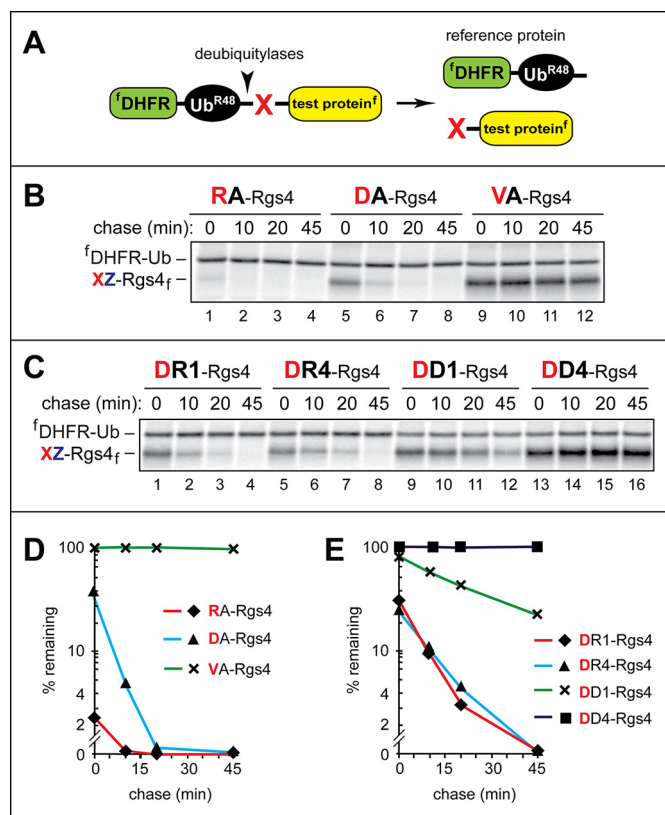 A
deubiquitylases
reference protein
fDHFR UbR48 X test proteinf
fDHFR UbR48
X test proteinf
B
RA-Rgs4 DA-Rgs4 VA-Rgs4
chase (min): 0 10 20 45 0 10 20 45 0 10 20 45
fDHFR-Ub
XZ-Rgs4f
1 2 3 4 5 6 7 8 9 10 11 12
C
DR1-Rgs4 DR4-Rgs4 DD1-Rgs4 DD4-Rgs4
chase (min): 0 10 20 45 0 10 20 45 0 10 20 45 0 10 20 45
fDHFR-Ub
XZ-Rgs4f
1 2 3 4 5 6 7 8 9 10 11 12 13 14 15 16
D
% remaining
100
10
4
2
0
0 15 30 45
chase (min)
RA-Rgs4
DA-Rgs4
VA-Rgs4
E
% remaining
100
10
4
2
0
0 15 30 45
chase (min)
DR1-Rgs4
DR4-Rgs4
DD1-Rgs4
DD4-Rgs4